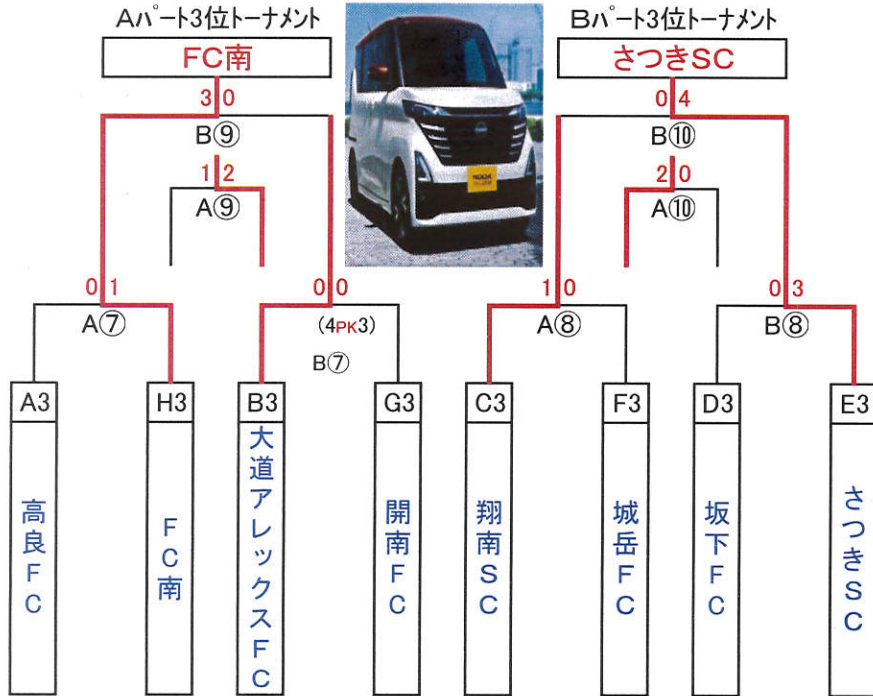 Aパート3位トーナメント
Bパート3位トーナメント
FC南
さつきSC
3 0
0 4
B⑨
B⑩
1 2
2 0
A⑨
A⑩
0 1
0 0
1 0
0 3
A⑦
(4PK3)
A⑧
B⑧
B⑦
A3
H3
B3
G3
C3
F3
D3
E3
高良FC
FC南
大道アレックスFC
開南FC
翔南SC
城岳FC
坂下FC
さつきSC